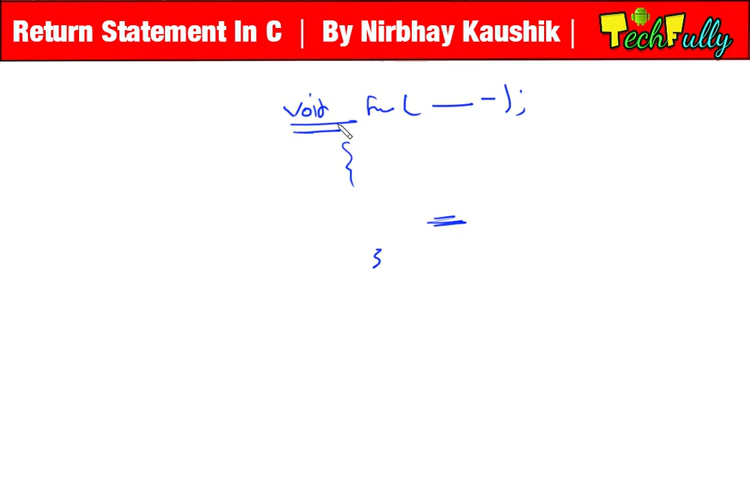 Return Statement In C | By Nirbhay Kaushik |
TechFully
void fun( — -);
{
}